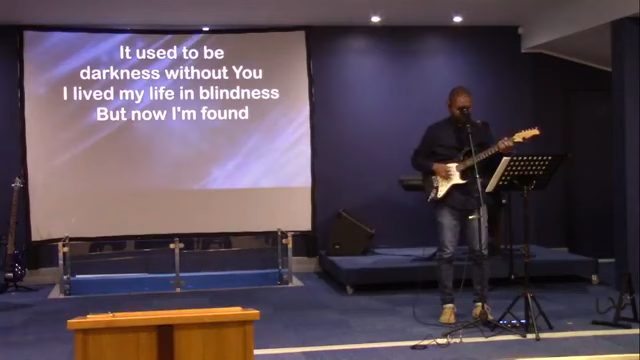 It used to be
darkness without You
I lived my life in blindness
But now I'm found